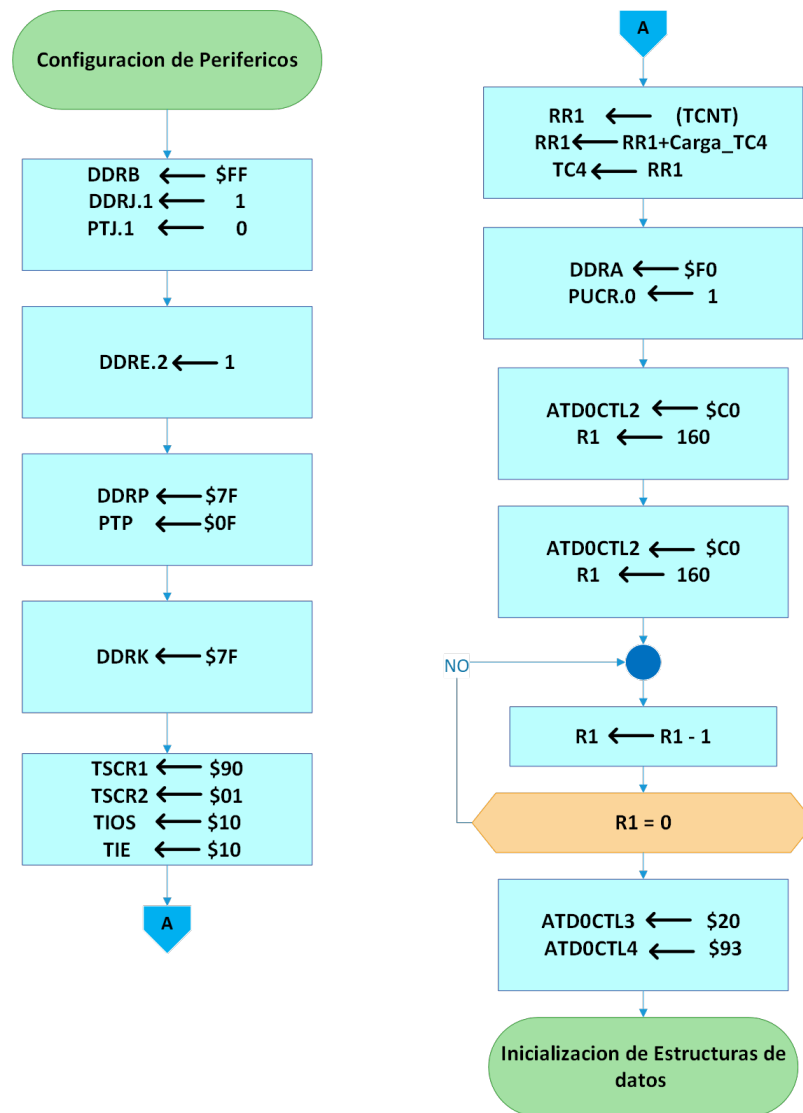 Configuracion de Perifericos
DDRB ← $FF
DDRJ.1 ← 1
PTJ.1 ← 0
DDRE.2 ← 1
DDRP ← $7F
PTP ← $0F
DDRK ← $7F
TSCR1 ← $90
TSCR2 ← $01
TIOS ← $10
TIE ← $10
A
A
RR1 ← (TCNT)
RR1 ← RR1+Carga_TC4
TC4 ← RR1
DDRA ← $F0
PUCR.0 ← 1
ATD0CTL2 ← $C0
R1 ← 160
ATD0CTL2 ← $C0
R1 ← 160
NO
R1 ← R1 - 1
R1 = 0
ATD0CTL3 ← $20
ATD0CTL4 ← $93
Inicializacion de Estructuras de
datos